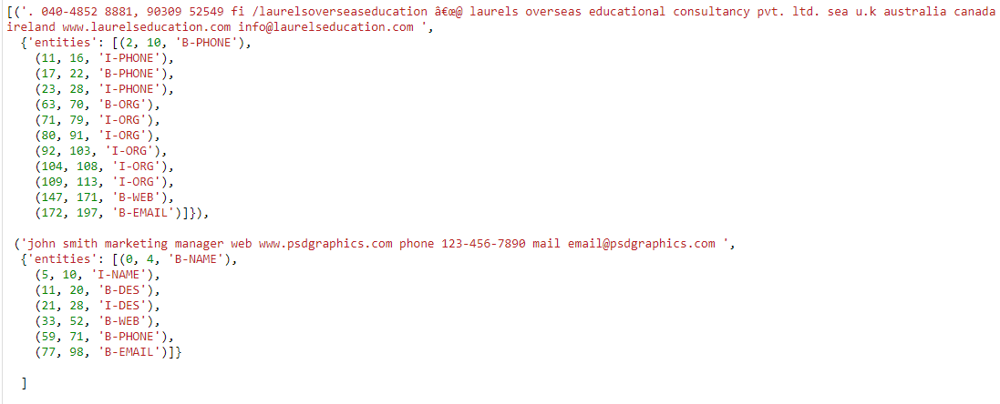 [('. 040-4852 8881, 90309 52549 fi /laurelsoverseaseducation â€œ@ laurels overseas educational consultancy pvt. ltd. sea u.k australia canada
ireland www.laurelseducation.com info@laurelseducation.com ',
{'entities': [(2, 10, 'B-PHONE'),
(11, 16, 'I-PHONE'),
(17, 22, 'B-PHONE'),
(23, 28, 'I-PHONE'),
(63, 70, 'B-ORG'),
(71, 79, 'I-ORG'),
(80, 91, 'I-ORG'),
(92, 103, 'I-ORG'),
(104, 108, 'I-ORG'),
(109, 113, 'I-ORG'),
(147, 171, 'B-WEB'),
(172, 197, 'B-EMAIL')]}),
('john smith marketing manager web www.psdgraphics.com phone 123-456-7890 mail email@psdgraphics.com ',
{'entities': [(0, 4, 'B-NAME'),
(5, 10, 'I-NAME'),
(11, 20, 'B-DES'),
(21, 28, 'I-DES'),
(33, 52, 'B-WEB'),
(59, 71, 'B-PHONE'),
(77, 98, 'B-EMAIL')]}
]